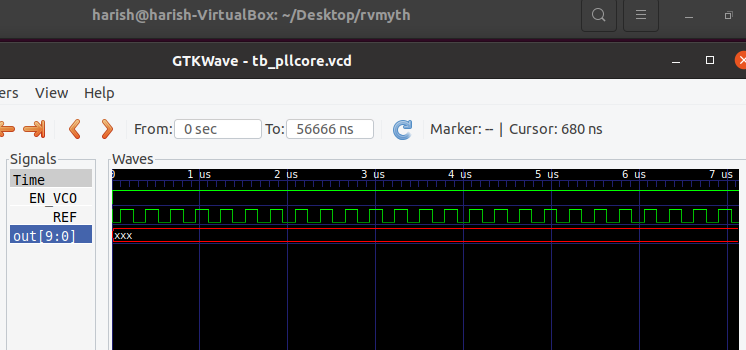 harish@harish-VirtualBox: ~/Desktop/rvmyth
GTKWave - tb_pllcore.vcd
ers View Help
From: 0 sec To: 56666 ns Marker: -- | Cursor: 680 ns
Signals Waves
Time 0 1 us 2 us 3 us 4 us 5 us 6 us 7 us
EN_VCO
REF
out[9:0] xxx